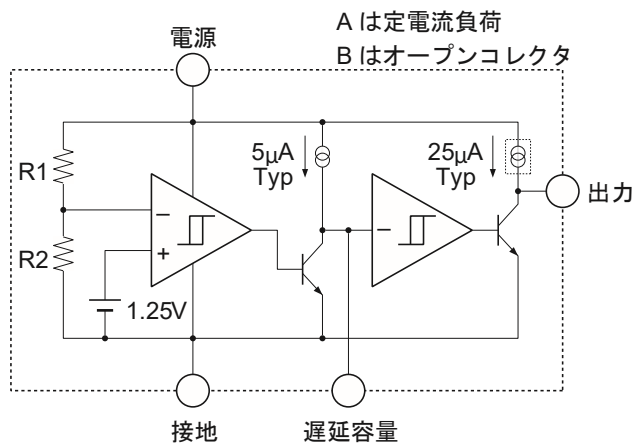 A は定電流負荷
B はオープンコレクタ
電源
5μA
Typ
25μA
Typ
R1
出力
−
−
R2
+
1.25V
接地
遅延容量